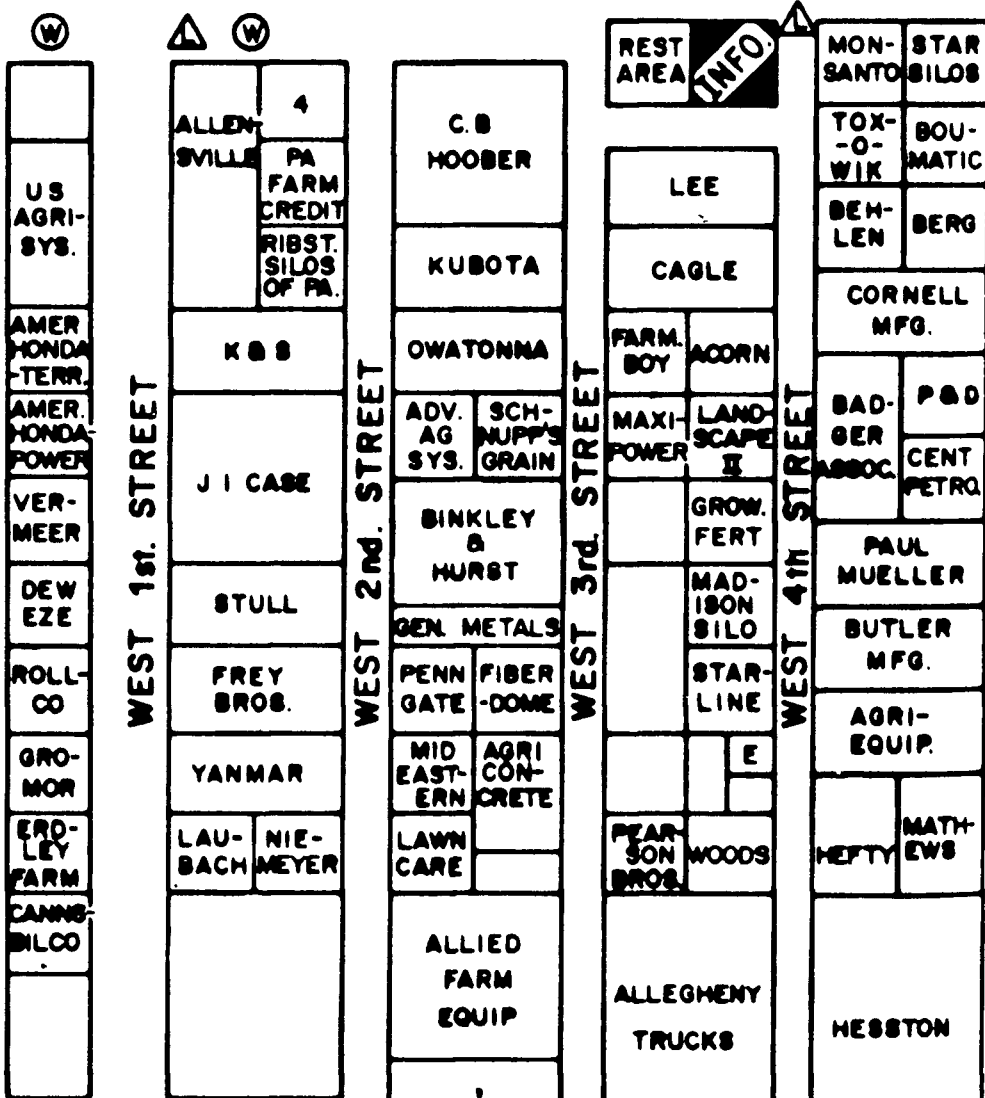 W
W
US
AGRI-
SYS.
AMER
HONDA
-TERR.
AMER.
HONDA-
POWER
VER-
MEER
DEW
EZE
ROLL-
CO
GRO-
MOR
ERD-
LEY
FARM
CANNS-
BILCO
WEST 1st. STREET
ALLEN-
SVILLE
4
PA
FARM
CREDIT
RIBST.
SILOS
OF PA.
K & S
J I CASE
STULL
FREY
BROS.
YANMAR
LAU-
BACH
NIE-
MEYER
WEST 2nd. STREET
C.B
HOOBER
KUBOTA
OWATONNA
ADV.
AG
SYS.
SCH-
NUPP'S
GRAIN
BINKLEY
&
HURST
GEN. METALS
PENN
GATE
FIBER
-DOME
MID
EAST-
ERN
AGRI
CON-
CRETE
LAWN
CARE
ALLIED
FARM
EQUIP
WEST 3rd. STREET
REST
AREA
INFO.
LEE
CAGLE
FARM.
BOY
ACORN
MAXI-
POWER
LAND-
SCAPE
II
GROW.
FERT
MAD-
ISON
SILO
STAR-
LINE
E
PEAR-
SON
BROS.
WOODS
ALLEGHENY
TRUCKS
WEST 4th STREET
MON-
SANTO
STAR
SILOS
TOX-
-O-
WIK
BOU-
MATIC
BEH-
LEN
BERG
CORNELL
MFG.
BAD-
GER
ASSOC.
P & D
CENT
PETRO.
PAUL
MUELLER
BUTLER
MFG.
AGRI-
EQUIP.
HEFTY
MATH-
EWS
HESSTON